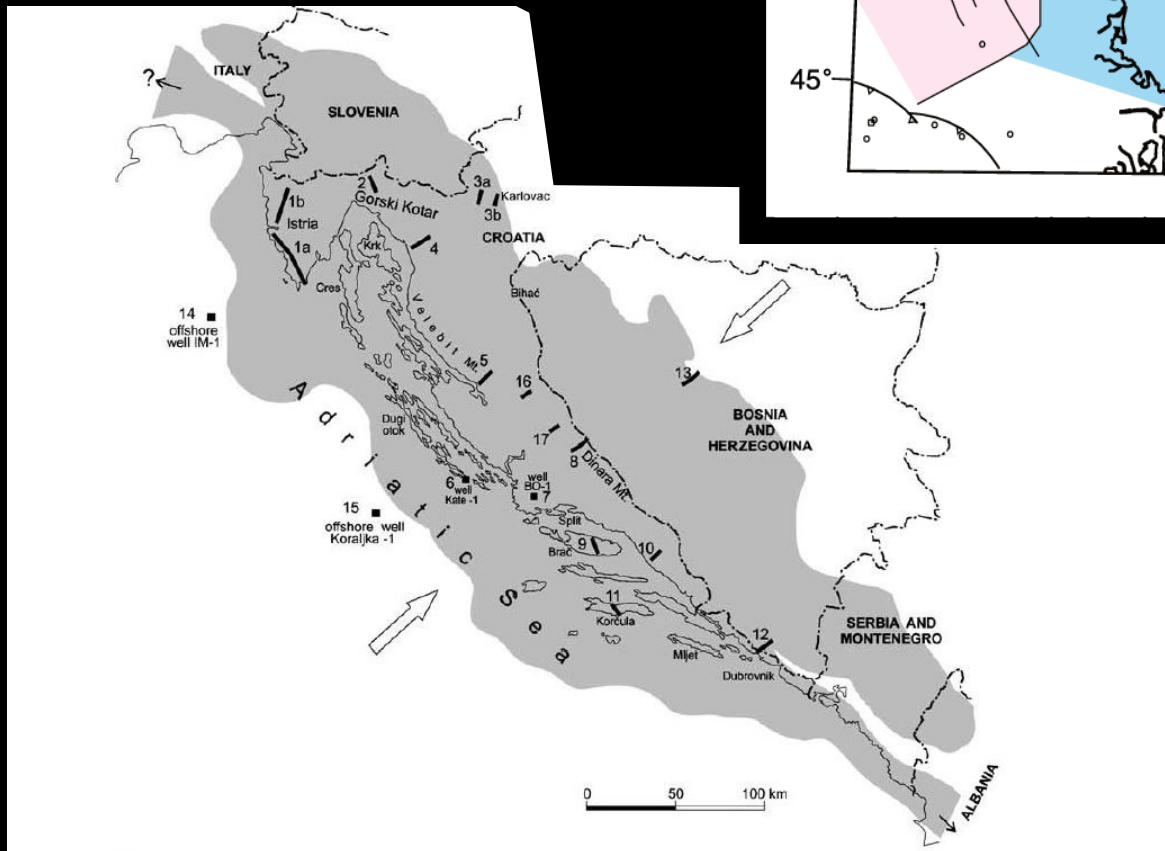 45°
?
ITALY
SLOVENIA
2
3a
Karlovac
1b
Gorski Kotar
3b
Istria
CROATIA
1a
Krk
4
Cres
Bihać
14
offshore
well IM-1
Velebit Mt.
5
13
16
Adriatic Sea
Dugi
otok
BOSNIA
AND
HERZEGOVINA
17
8
Dinara Mt.
6
well
Kate -1
well
BO-1
7
15
offshore well
Koraljka -1
Split
9
Brač
10
11
Korčula
SERBIA AND
MONTENEGRO
12
Mljet
Dubrovnik
0 50 100 km
ALBANIA